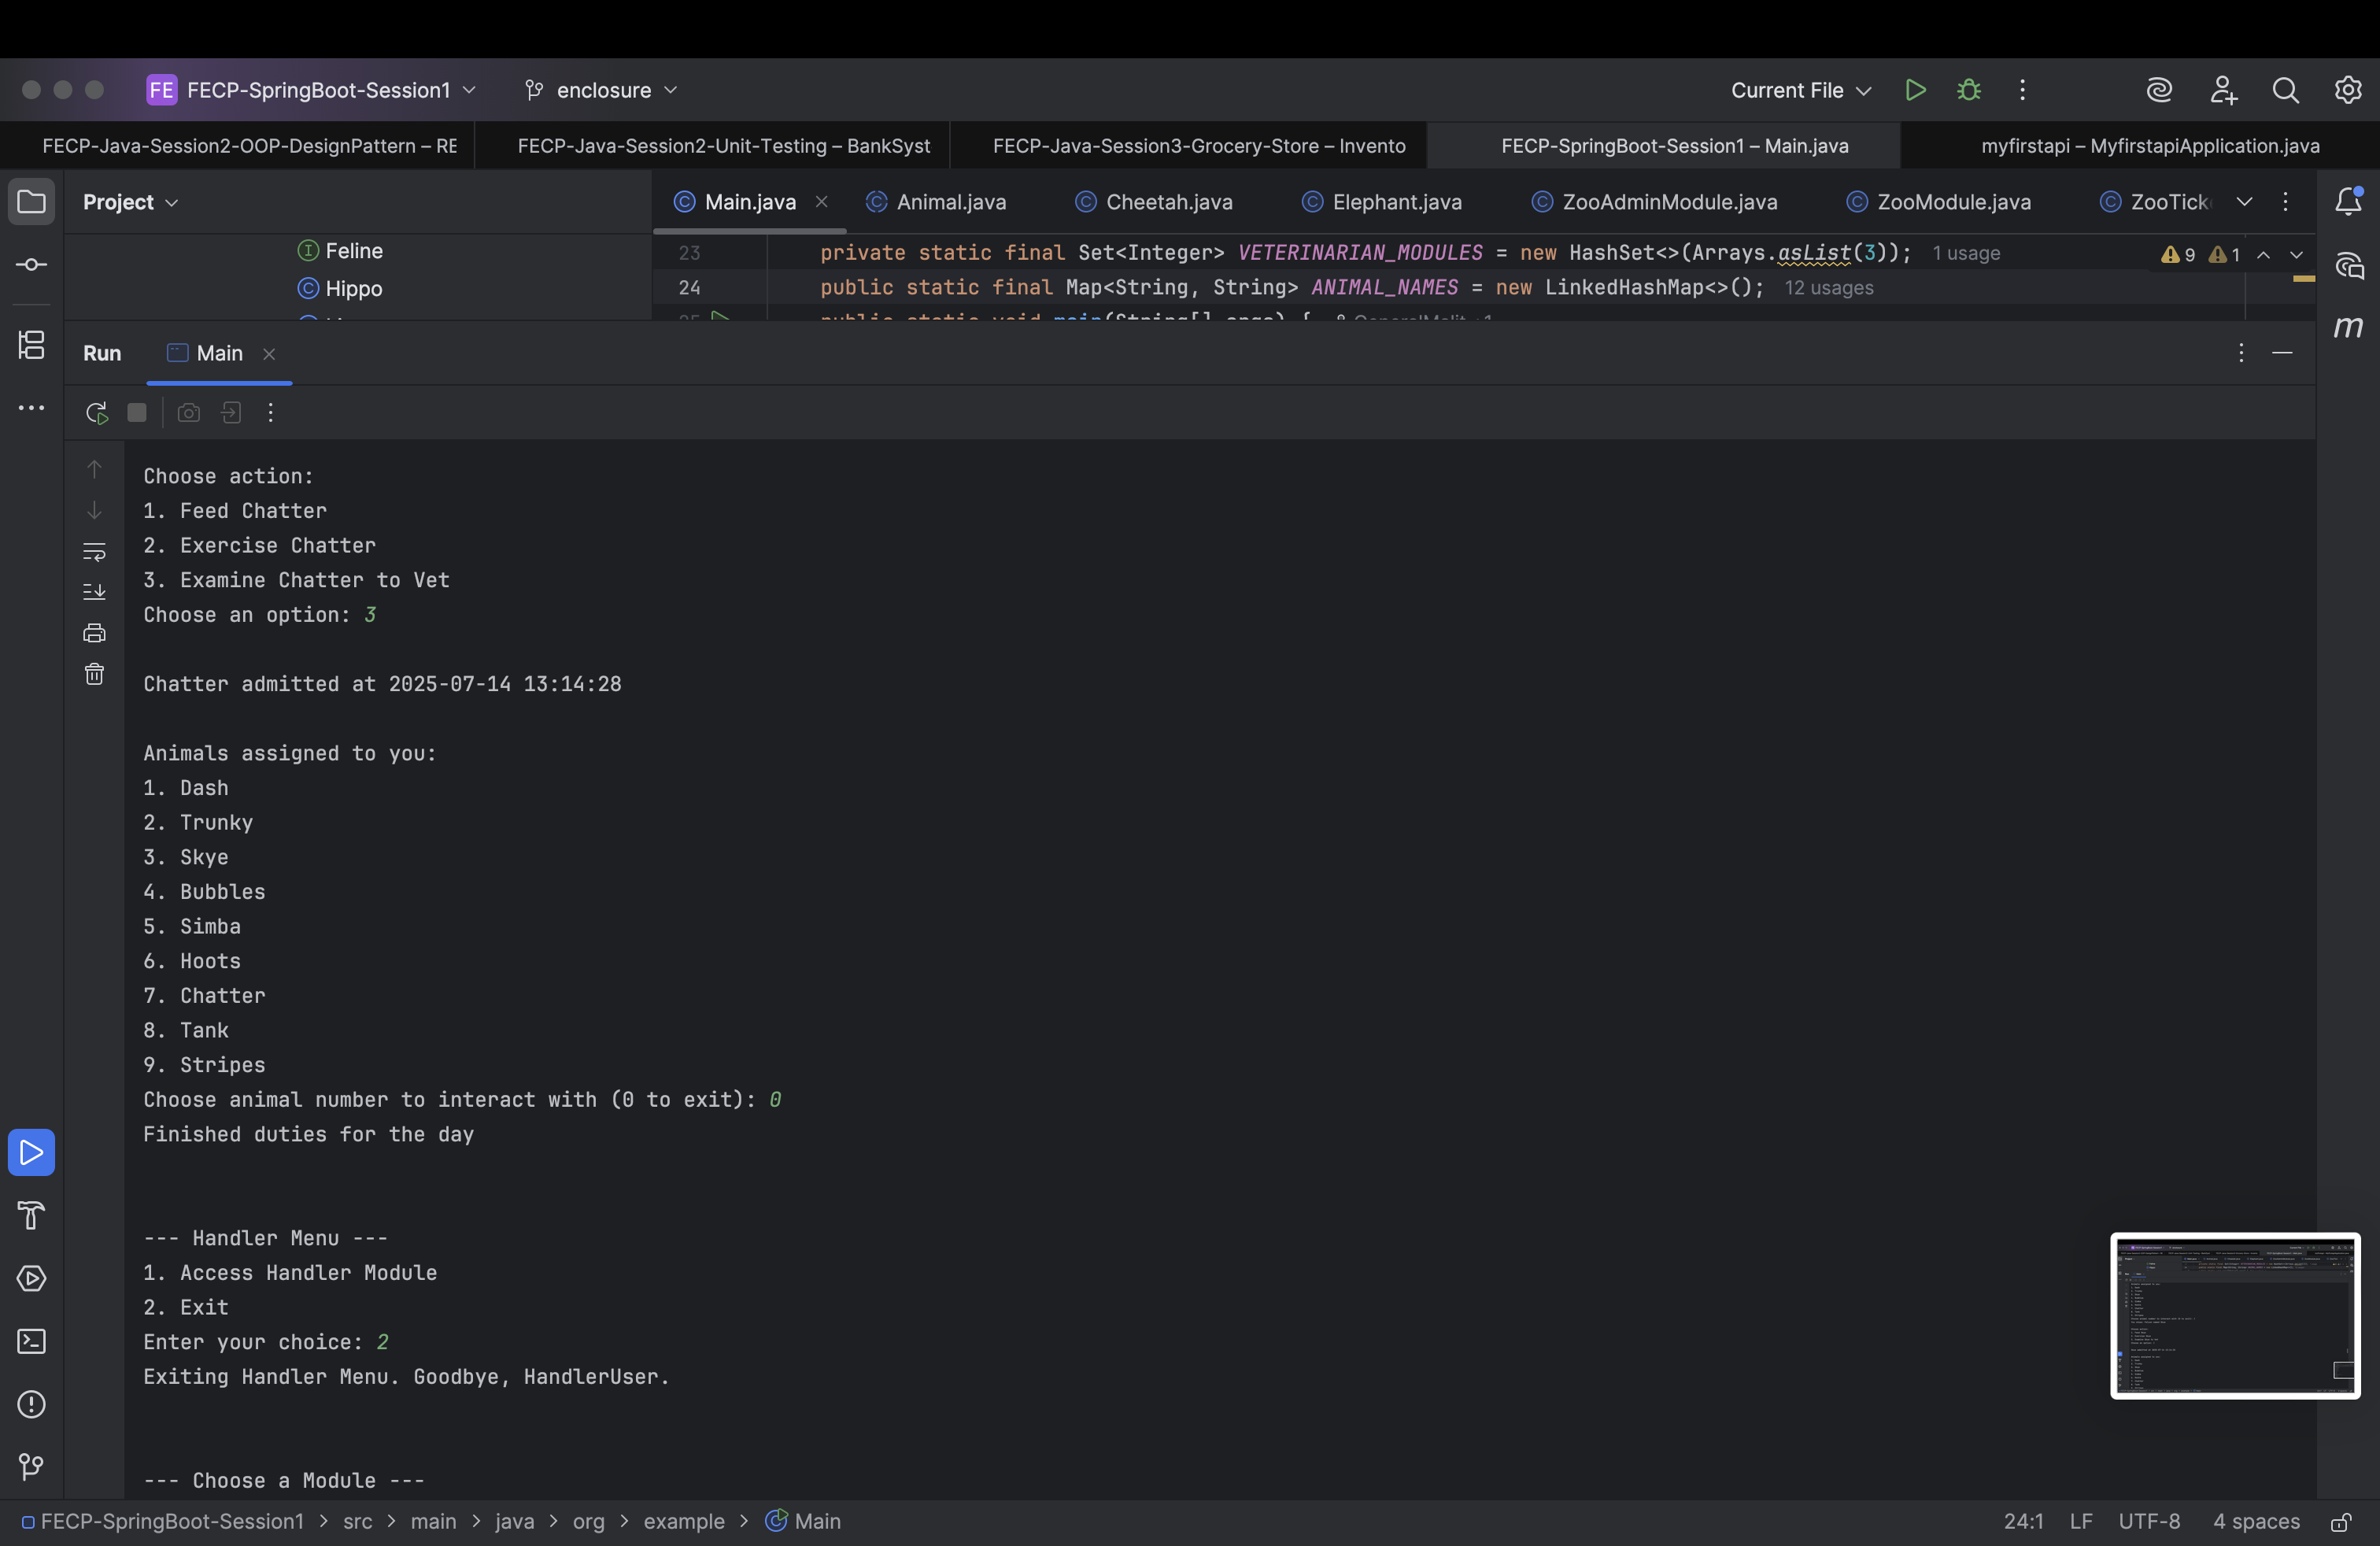 FE FECP-SpringBoot-Session1 enclosure Current File
FECP-Java-Session2-OOP-DesignPattern – RE FECP-Java-Session2-Unit-Testing – BankSyst FECP-Java-Session3-Grocery-Store – Invento FECP-SpringBoot-Session1 – Main.java myfirstapi – MyfirstapiApplication.java
Project Main.java Animal.java Cheetah.java Elephant.java ZooAdminModule.java ZooModule.java ZooTick
Feline
Hippo
23 private static final Set<Integer> VETERINARIAN_MODULES = new HashSet<>(Arrays.asList(3)); 1 usage 9 1
24 public static final Map<String, String> ANIMAL_NAMES = new LinkedHashMap<>(); 12 usages
25 public static void main(String[] args) {
m
Run Main
Choose action:
1. Feed Chatter
2. Exercise Chatter
3. Examine Chatter to Vet
Choose an option: 3
Chatter admitted at 2025-07-14 13:14:28
Animals assigned to you:
1. Dash
2. Trunky
3. Skye
4. Bubbles
5. Simba
6. Hoots
7. Chatter
8. Tank
9. Stripes
Choose animal number to interact with (0 to exit): 0
Finished duties for the day
--- Handler Menu ---
1. Access Handler Module
2. Exit
Enter your choice: 2
Exiting Handler Menu. Goodbye, HandlerUser.
--- Choose a Module ---
FECP-SpringBoot-Session1 > src > main > java > org > example > Main 24:1 LF UTF-8 4 spaces